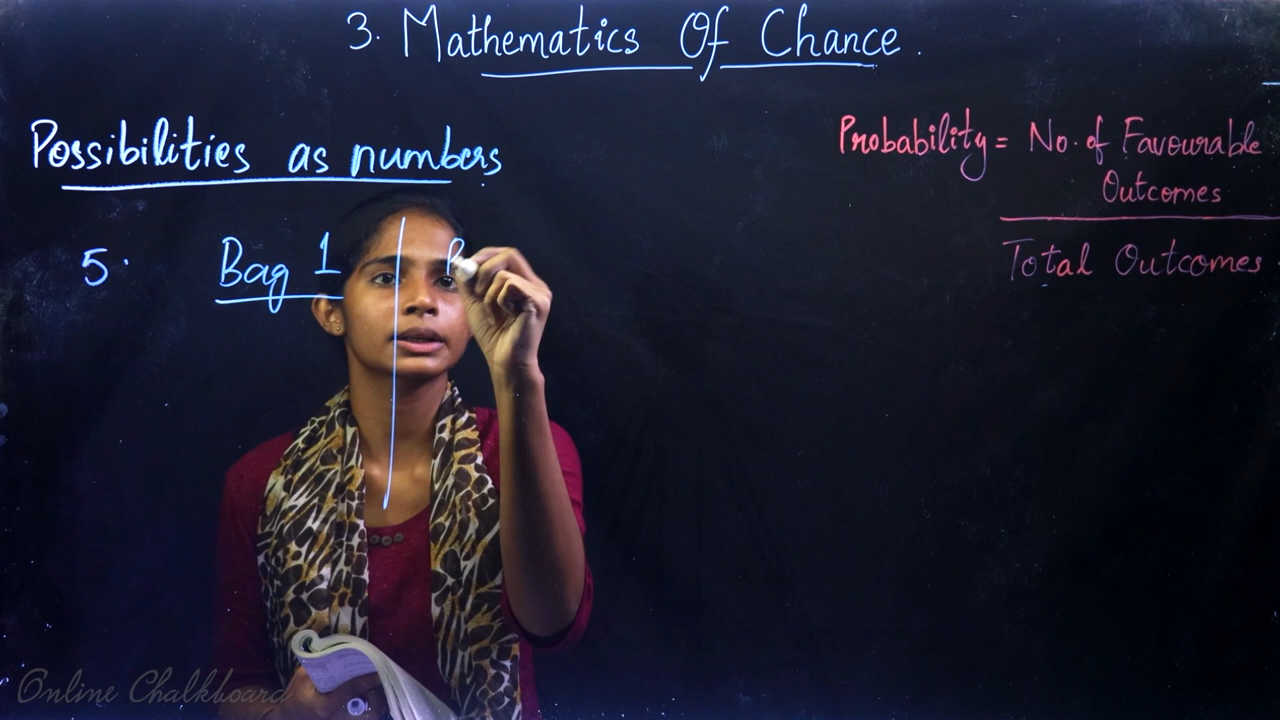 3. Mathematics Of Chance.
Possibilities as numbers
Probability = No. of Favourable
Outcomes
Total Outcomes
5. Bag 1
Online Chalkboard